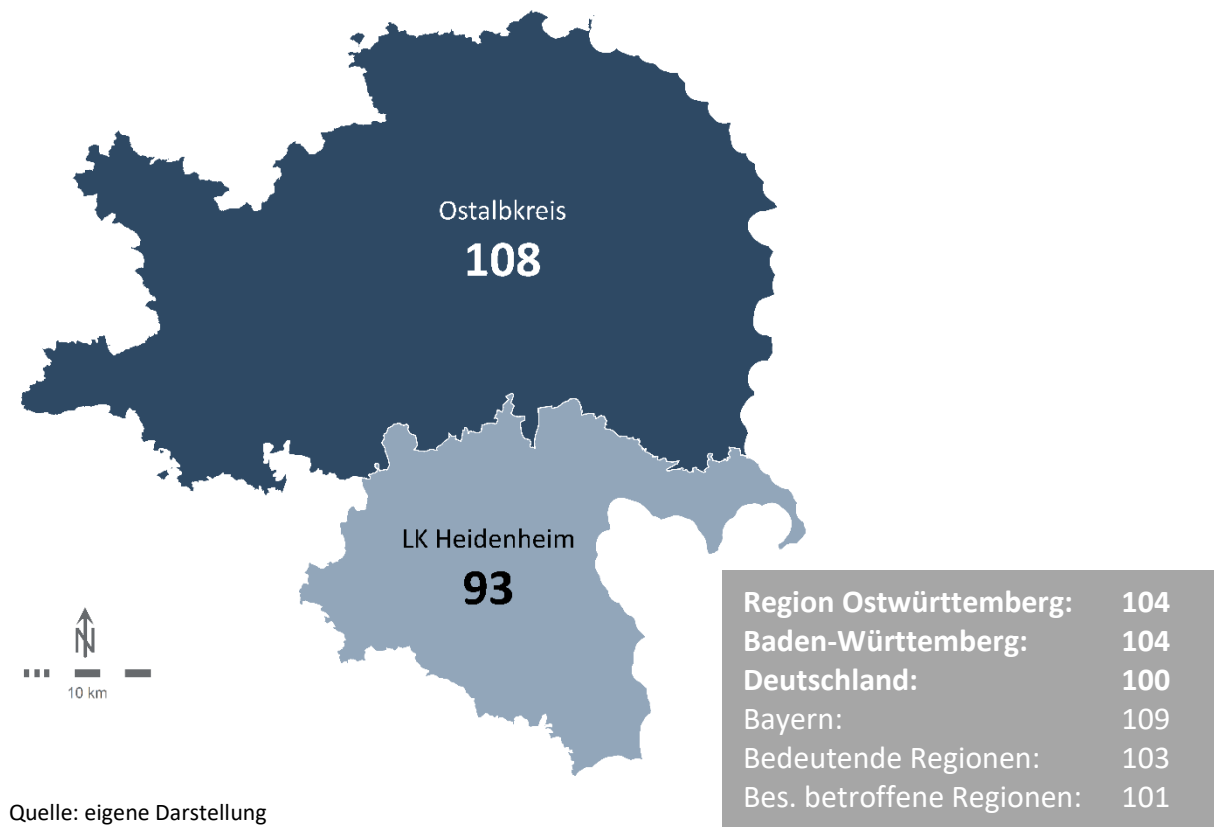 Ostalbkreis
108
LK Heidenheim
93
N
10 km
Region Ostwürttemberg: 104
Baden-Württemberg: 104
Deutschland: 100
Bayern: 109
Bedeutende Regionen: 103
Bes. betroffene Regionen: 101
Quelle: eigene Darstellung